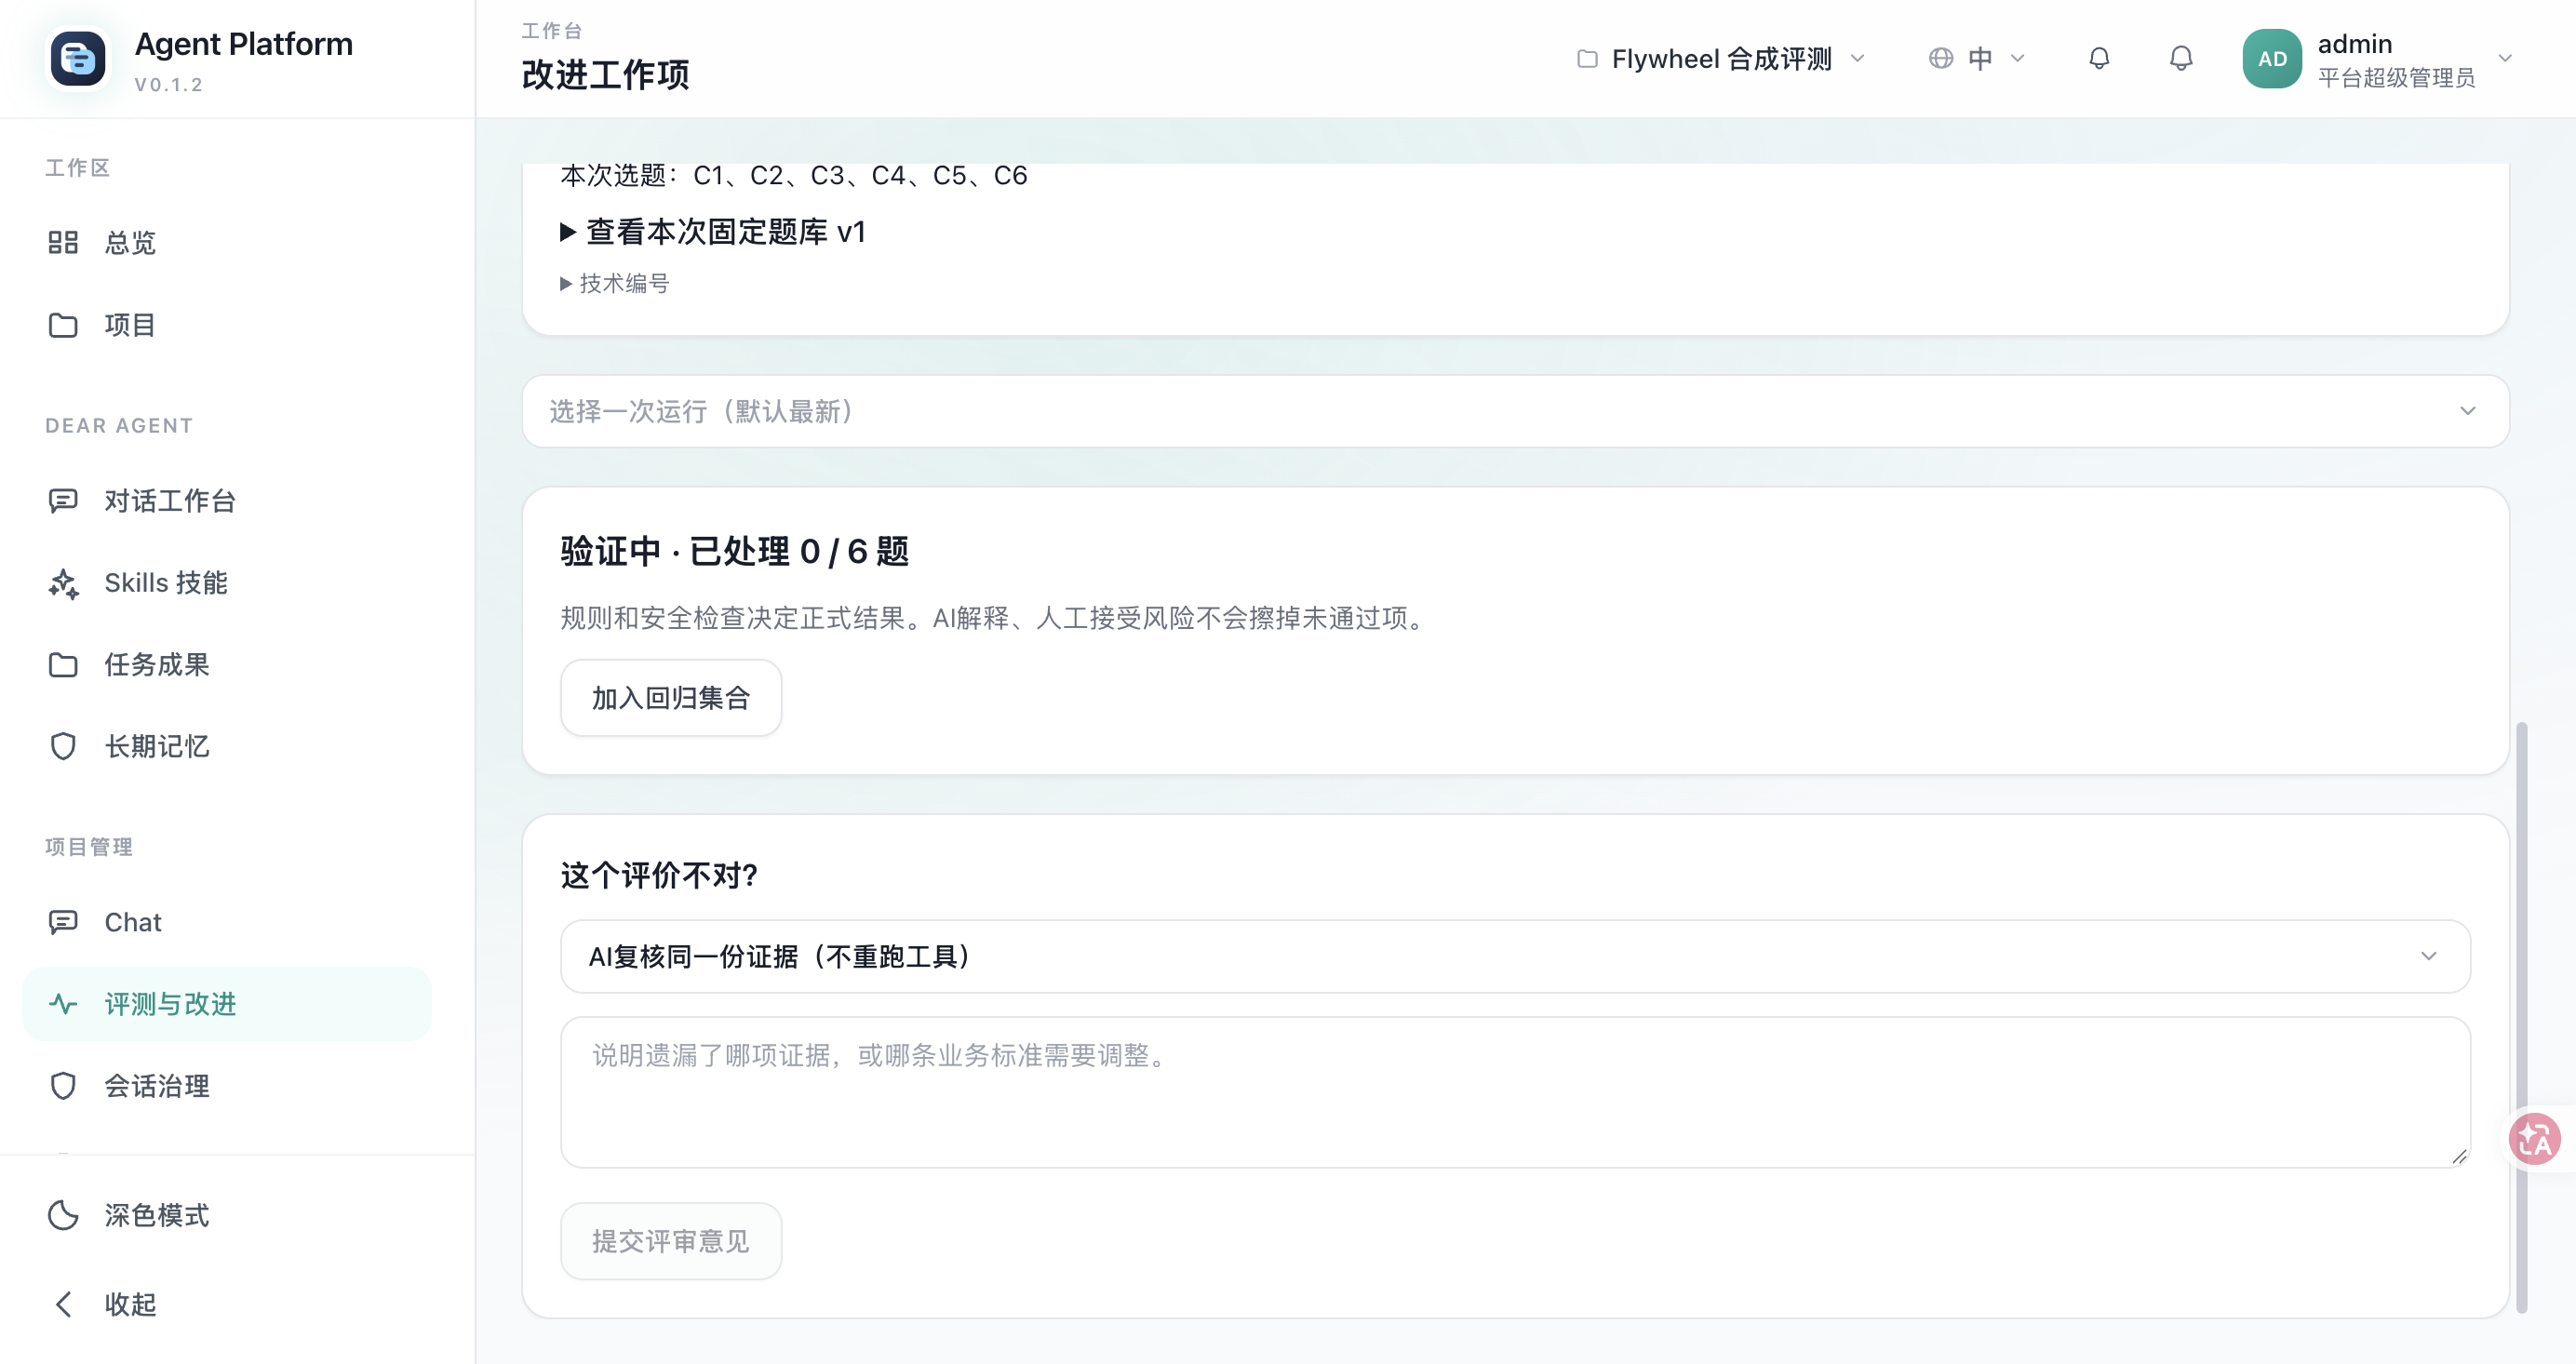 Agent Platform
V0.1.2
工作区
总览
项目
DEAR AGENT
对话工作台
Skills 技能
任务成果
长期记忆
项目管理
Chat
评测与改进
会话治理
深色模式
收起
工作台
改进工作项
Flywheel 合成评测
中
AD
admin
平台超级管理员
本次选题：C1、C2、C3、C4、C5、C6
查看本次固定题库 v1
技术编号
选择一次运行（默认最新）
验证中 · 已处理 0 / 6 题
规则和安全检查决定正式结果。AI解释、人工接受风险不会擦掉未通过项。
加入回归集合
这个评价不对?
AI复核同一份证据（不重跑工具）
说明遗漏了哪项证据，或哪条业务标准需要调整。
提交评审意见